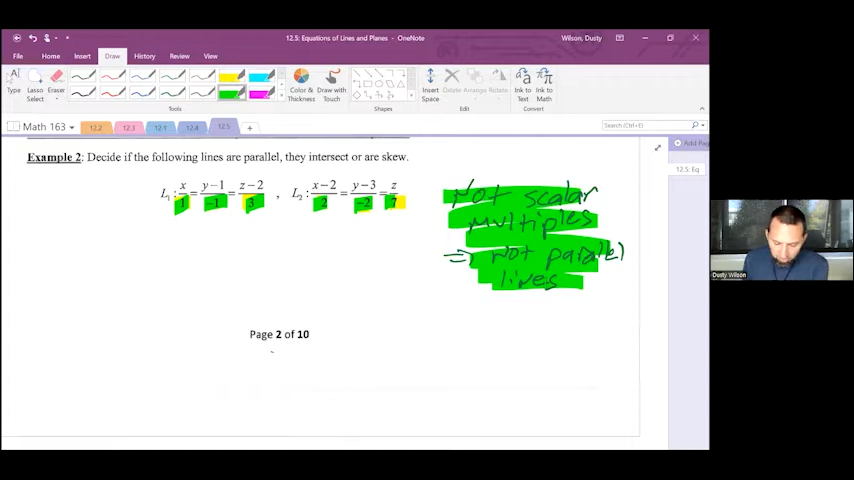 12.5: Equations of Lines and Planes - OneNote
Wilson, Dusty
File Home Insert Draw History Review View
Type
Lasso Select
Eraser
Color & Thickness
Draw with Touch
Insert Space
Delete
Arrange
Rotate
Ink to Text
Ink to Math
Tools
Shapes
Edit
Convert
Math 163 12.2 12.3 12.1 12.4 12.5 +
Search (Ctrl+E)
Add Pag
12.5: Eq
Example 2: Decide if the following lines are parallel, they intersect or are skew.
L₁: x/1 = y−1/−1 = z−2/3 , L₂: x−2/2 = y−3/−2 = z/7
Not scalar
multiples
⇒ Not parallel
lines
Page 2 of 10
Dusty Wilson